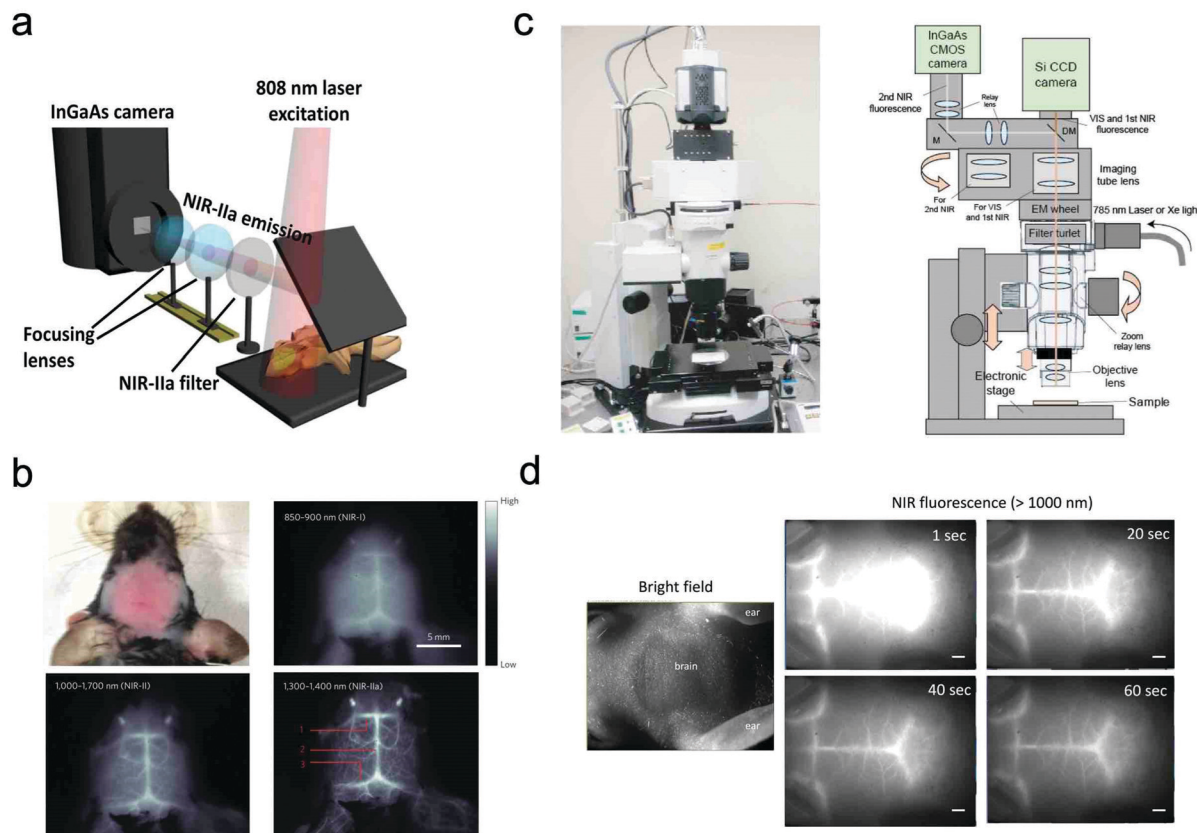 a
InGaAs camera
808 nm laser
excitation
NIR-IIa emission
Focusing
lenses
NIR-IIa filter
b
850–900 nm (NIR-I)
5 mm
High
Low
1,000–1,700 nm (NIR-II)
1,300–1,400 nm (NIR-IIa)
1
2
3
c
InGaAs
CMOS
camera
Si CCD
camera
2nd NIR
fluorescence
Relay
lens
VIS and 1st NIR
fluorescence
M
DM
Imaging
tube lens
For
2nd NIR
For VIS
and 1st NIR
EM wheel
785 nm Laser or Xe ligh
Filter turlet
Zoom
relay lens
Objective
lens
Electronic
stage
Sample
d
NIR fluorescence (> 1000 nm)
Bright field
ear
brain
ear
1 sec
20 sec
40 sec
60 sec